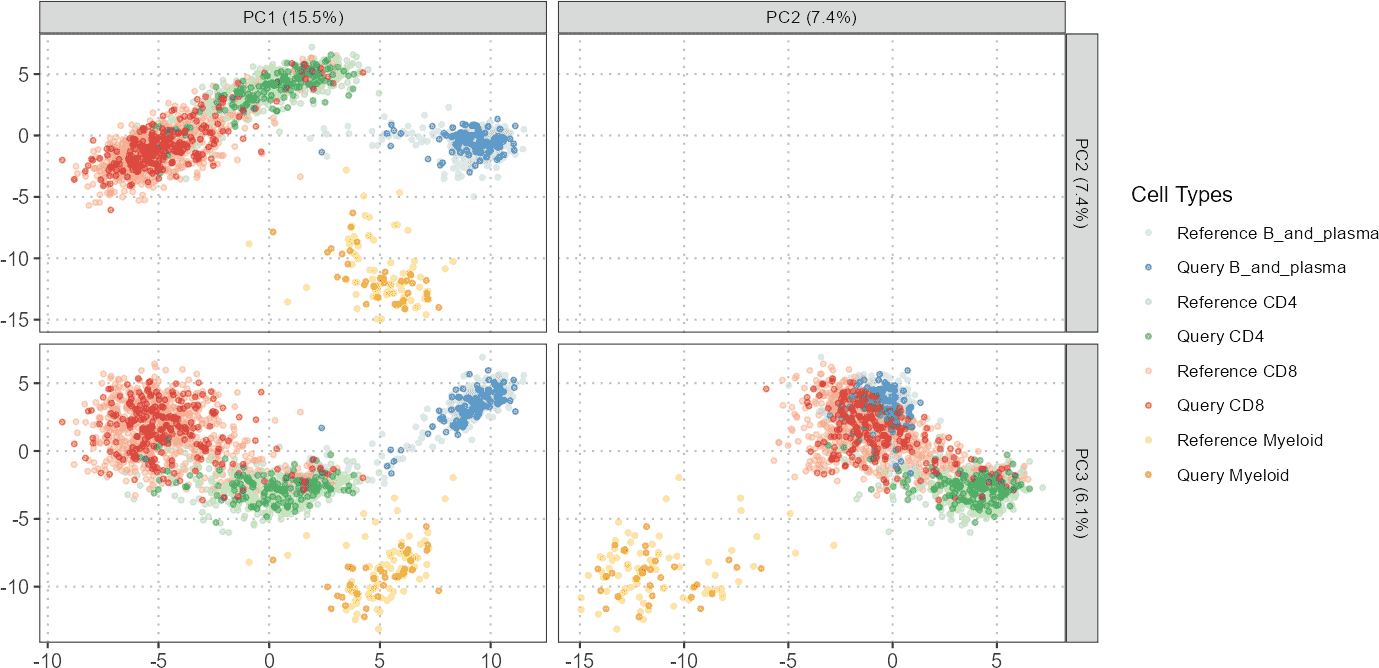 PC1 (15.5%)
PC2 (7.4%)
5
0
-5
-10
-15
PC2 (7.4%)
5
0
-5
-10
PC3 (6.1%)
-10
-5
0
5
10
-15
-10
-5
0
5
Cell Types
Reference B_and_plasma
Query B_and_plasma
Reference CD4
Query CD4
Reference CD8
Query CD8
Reference Myeloid
Query Myeloid